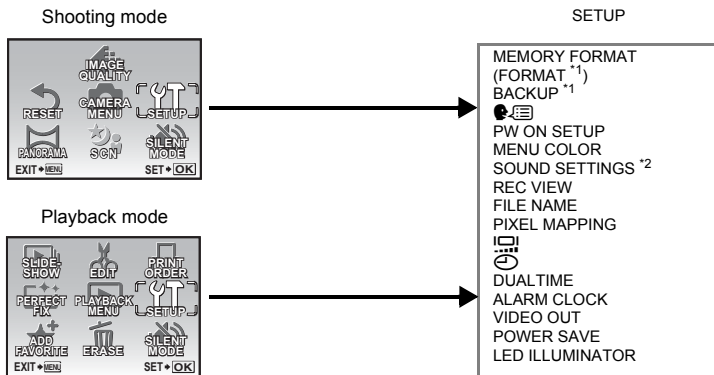 Shooting mode
IMAGE
QUALITY
RESET
CAMERA
MENU
SETUP
PANORAMA
SCN
SILENT
MODE
EXIT MENU
SET OK
Playback mode
SLIDE-
SHOW
EDIT
PRINT
ORDER
PERFECT
FIX
PLAYBACK
MENU
SETUP
ADD
FAVORITE
ERASE
SILENT
MODE
EXIT MENU
SET OK
SETUP
MEMORY FORMAT
(FORMAT *1)
BACKUP *1
PW ON SETUP
MENU COLOR
SOUND SETTINGS *2
REC VIEW
FILE NAME
PIXEL MAPPING
DUALTIME
ALARM CLOCK
VIDEO OUT
POWER SAVE
LED ILLUMINATOR